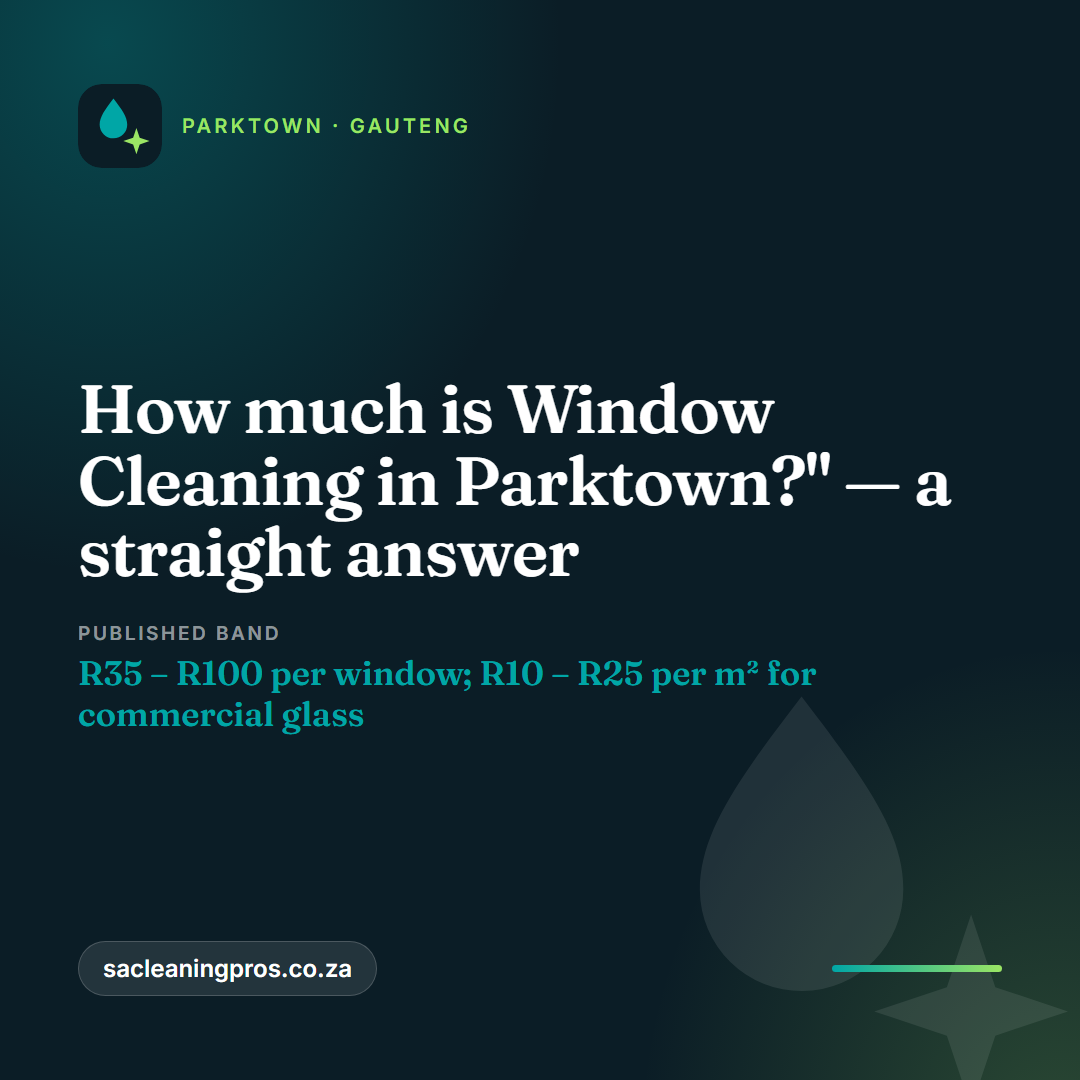 PARKTOWN · GAUTENG
How much is Window
Cleaning in Parktown?" — a
straight answer
PUBLISHED BAND
R35 – R100 per window; R10 – R25 per m² for
commercial glass
sacleaningpros.co.za